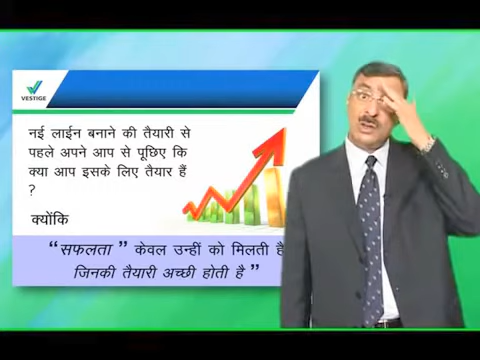 VESTIGE
नई लाईन बनाने की तैयारी से
पहले अपने आप से पूछिए कि
क्या आप इसके लिए तैयार हैं
?
क्योंकि
“सफलता ” केवल उन्हीं को मिलती है
जिनकी तैयारी अच्छी होती है ”